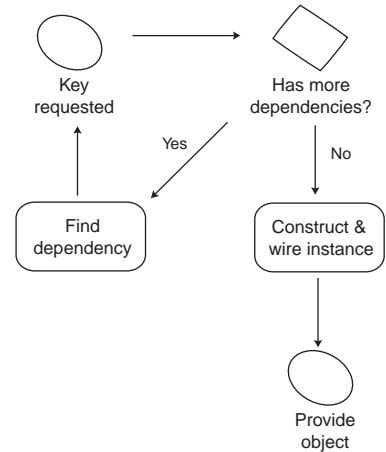 Key
requested
Has more
dependencies?
Yes
No
Find
dependency
Construct &
wire instance
Provide
object